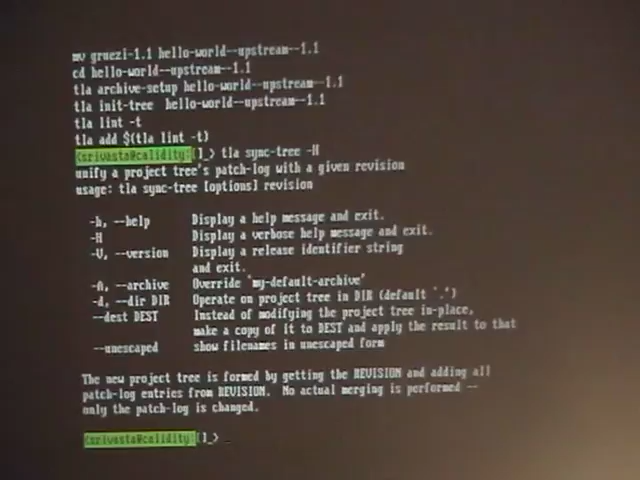 mv gruezi-1.1 hello-world--upstream--1.1
cd hello-world--upstream--1.1
tla archive-setup hello-world--upstream--1.1
tla init-tree hello-world--upstream--1.1
tla lint -t
tla add $(tla lint -t)
(srivasta@calidity:[]_> tla sync-tree -H
unify a project tree's patch-log with a given revision
usage: tla sync-tree [options] revision
-h, --help Display a help message and exit.
-H Display a verbose help message and exit.
-V, --version Display a release identifier string
and exit.
-A, --archive Override `my-default-archive'
-d, --dir DIR Operate on project tree in DIR (default `.')
--dest DEST Instead of modifying the project tree in-place,
make a copy of it to DEST and apply the result to that
--unescaped show filenames in unescaped form
The new project tree is formed by getting the REVISION and adding all
patch-log entries from REVISION. No actual merging is performed --
only the patch-log is changed.
(srivasta@calidity:[]_> _